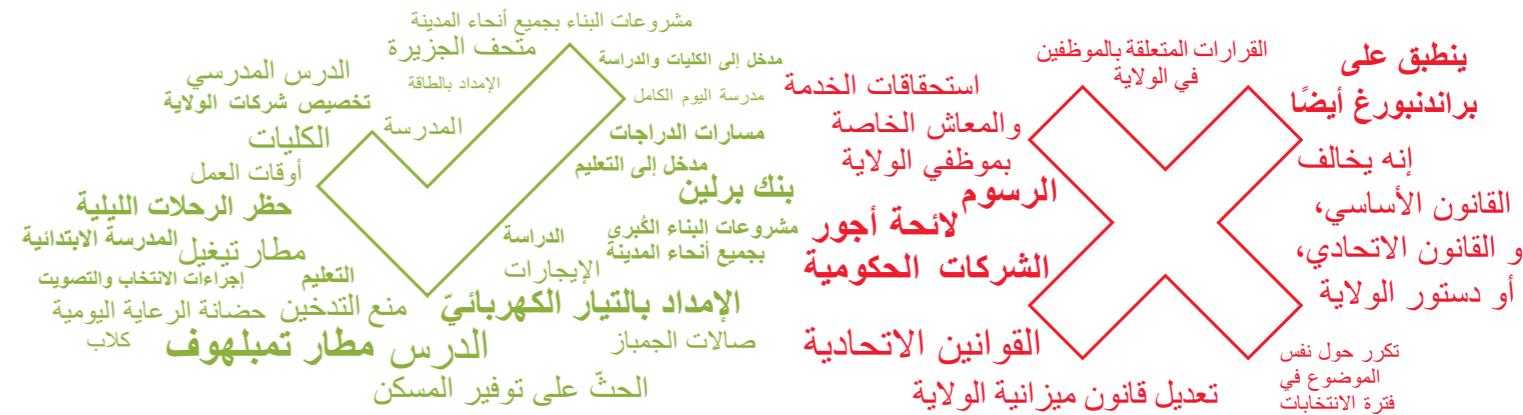 مشروعات البناء بجميع أنحاء المدينة
متحف الجزيرة
مدخل إلى الكليات والدراسة
الدرس المدرسي
الإمداد بالطاقة
مدرسة اليوم الكامل
تخصيص شركات الولاية
المدرسة
مسارات الدراجات
الكليات
مدخل إلى التعليم
أوقات العمل
بنك برلين
حظر الرحلات الليلية
مشروعات البناء الكُبرى
بجميع أنحاء المدينة
الدراسة
المدرسة الابتدائية
مطار تيغيل
الإيجارات
التعليم
إجراءات الانتخاب والتصويت
الإمداد بالتيار الكهربائيّ
منع التدخين
حضانة الرعاية اليومية
صالات الجمباز
الدرس
مطار تمبلهوف
كلاب
الحثّ على توفير المسكن
ينطبق على
براندنبورغ أيضًا
القرارات المتعلقة بالموظفين
في الولاية
استحقاقات الخدمة
والمعاش الخاصة
بموظفي الولاية
إنه يخالف
القانون الأساسي،
و القانون الاتحادي،
أو دستور الولاية
الرسوم
لائحة أجور
الشركات الحكومية
القوانين الاتحادية
تكرر حول نفس
الموضوع في
فترة الانتخابات
تعديل قانون ميزانية الولاية